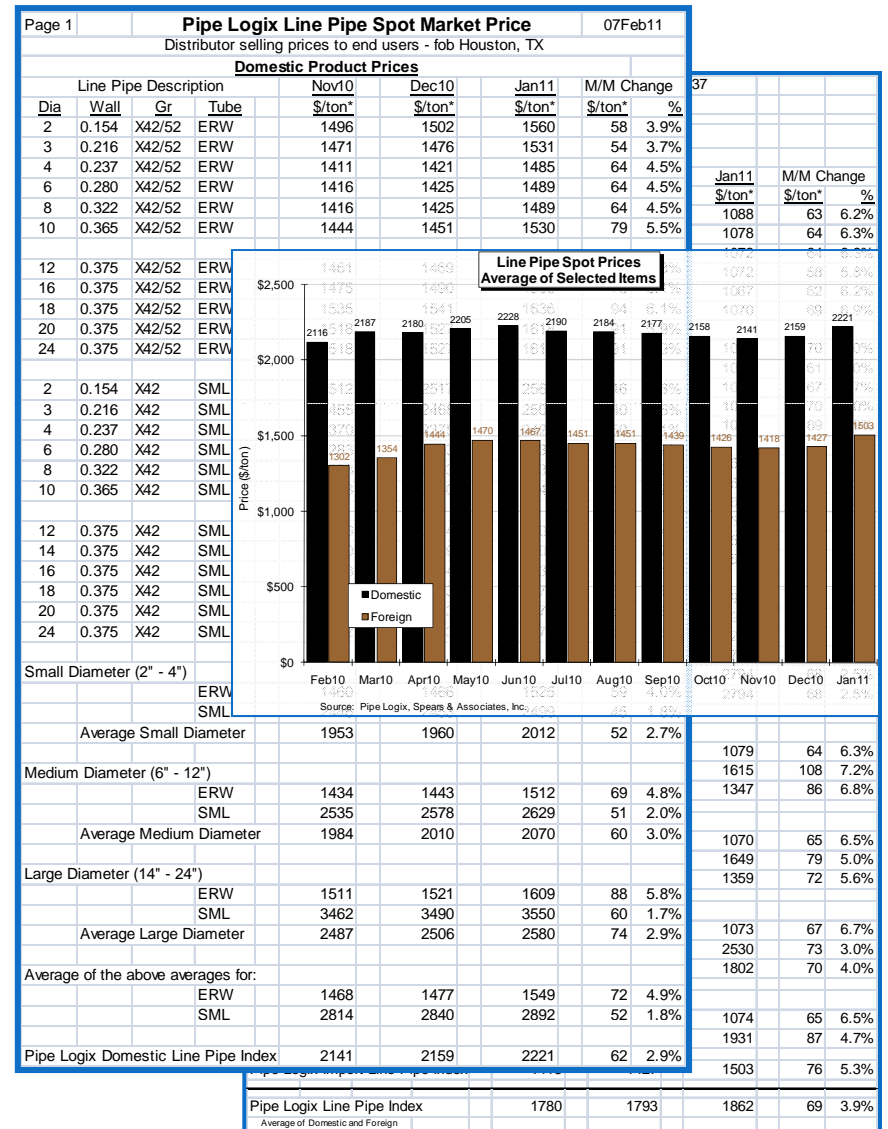 Page 1 Pipe Logix Line Pipe Spot Market Price 07Feb11
Distributor selling prices to end users - fob Houston, TX
Domestic Product Prices
Line Pipe Description Nov10 Dec10 Jan11 M/M Change
Dia Wall Gr Tube $/ton* $/ton* $/ton* $/ton* %
2 0.154 X42/52 ERW 1496 1502 1560 58 3.9%
3 0.216 X42/52 ERW 1471 1476 1531 54 3.7%
4 0.237 X42/52 ERW 1411 1421 1485 64 4.5%
6 0.280 X42/52 ERW 1416 1425 1489 64 4.5%
8 0.322 X42/52 ERW 1416 1425 1489 64 4.5%
10 0.365 X42/52 ERW 1444 1451 1530 79 5.5%
12 0.375 X42/52 ERW
16 0.375 X42/52 ERW
18 0.375 X42/52 ERW
20 0.375 X42/52 ERW
24 0.375 X42/52 ERW
2 0.154 X42 SML
3 0.216 X42 SML
4 0.237 X42 SML
6 0.280 X42 SML
8 0.322 X42 SML
10 0.365 X42 SML
12 0.375 X42 SML
14 0.375 X42 SML
16 0.375 X42 SML
18 0.375 X42 SML
20 0.375 X42 SML
24 0.375 X42 SML
Small Diameter (2" - 4")
ERW 1460 1466 1525 59 4.0%
SML
Average Small Diameter 1953 1960 2012 52 2.7%
Medium Diameter (6" - 12")
ERW 1434 1443 1512 69 4.8%
SML 2535 2578 2629 51 2.0%
Average Medium Diameter 1984 2010 2070 60 3.0%
Large Diameter (14" - 24")
ERW 1511 1521 1609 88 5.8%
SML 3462 3490 3550 60 1.7%
Average Large Diameter 2487 2506 2580 74 2.9%
Average of the above averages for:
ERW 1468 1477 1549 72 4.9%
SML 2814 2840 2892 52 1.8%
Pipe Logix Domestic Line Pipe Index 2141 2159 2221 62 2.9%
Line Pipe Spot Prices
Average of Selected Items
Price ($/ton)
$2,500
$2,000
$1,500
$1,000
$500
$0
2116 2187 2180 2205 2228 2190 2184 2177 2158 2141 2159 2221
1302 1354 1444 1470 1467 1451 1451 1439 1426 1418 1427 1503
Domestic
Foreign
Feb10 Mar10 Apr10 May10 Jun10 Jul10 Aug10 Sep10 Oct10 Nov10 Dec10 Jan11
Source: Pipe Logix, Spears & Associates, Inc.
37
Jan11 M/M Change
$/ton* $/ton* %
1088 63 6.2%
1078 64 6.3%
1072 58 5.8%
1067 62 6.2%
1070 69 6.9%
2794 68 2.5%
1079 64 6.3%
1615 108 7.2%
1347 86 6.8%
1070 65 6.5%
1649 79 5.0%
1359 72 5.6%
1073 67 6.7%
2530 73 3.0%
1802 70 4.0%
1074 65 6.5%
1931 87 4.7%
1503 76 5.3%
Pipe Logix Line Pipe Index 1780 1793 1862 69 3.9%
Average of Domestic and Foreign